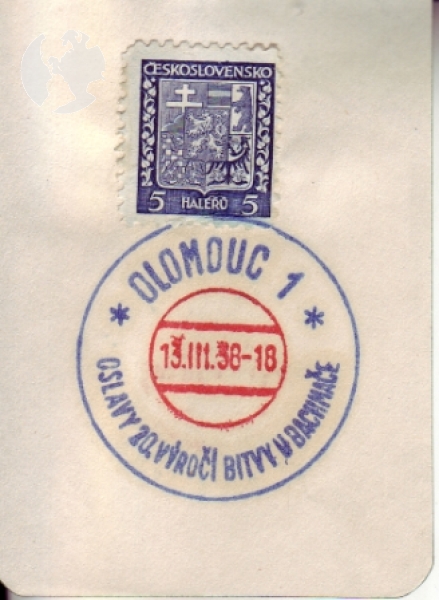 ČESKOSLOVENSKO
5 HALÉŘŮ 5
* OLOMOUC 1 *
13.III.38-18
OSLAVY 20. VÝROČÍ BITVY U BACHMAČE